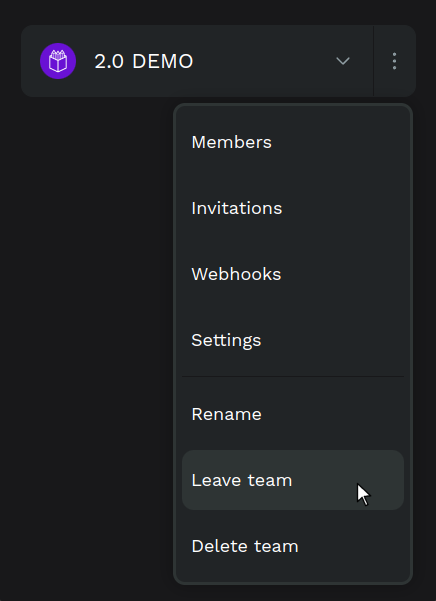 2.0 DEMO
Members
Invitations
Webhooks
Settings
Rename
Leave team
Delete team